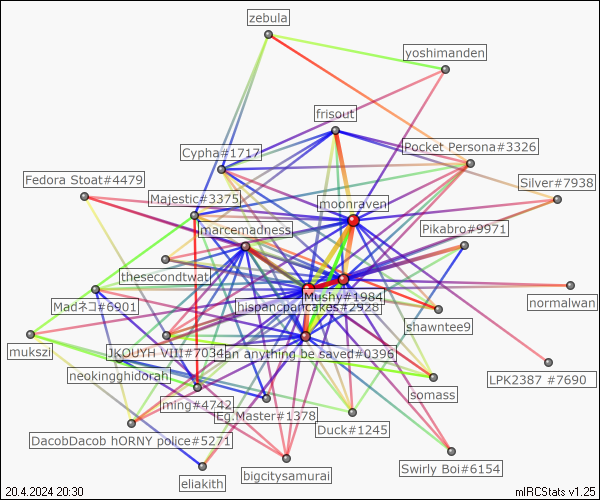 zebula
yoshimanden
frisout
Pocket Persona#3326
Cypha#1717
Fedora Stoat#4479
Silver#7938
Majestic#3375
moonraven
marcemadness
Pikabro#9971
thesecondtwat
Mushy#1984
Madネコ#6901
hispancpancakes#2928
normalwan
shawntee9
mukszi
JKOUYH VIII#7034
an anything be saved#0396
neokingghidorah
LPK2387 #7690
somass
ming#4742
Eg.Master#1378
Duck#1245
DacobDacob hORNY police#5271
Swirly Boi#6154
bigcitysamurai
eliakith
20.4.2024 20:30
mIRCStats v1.25